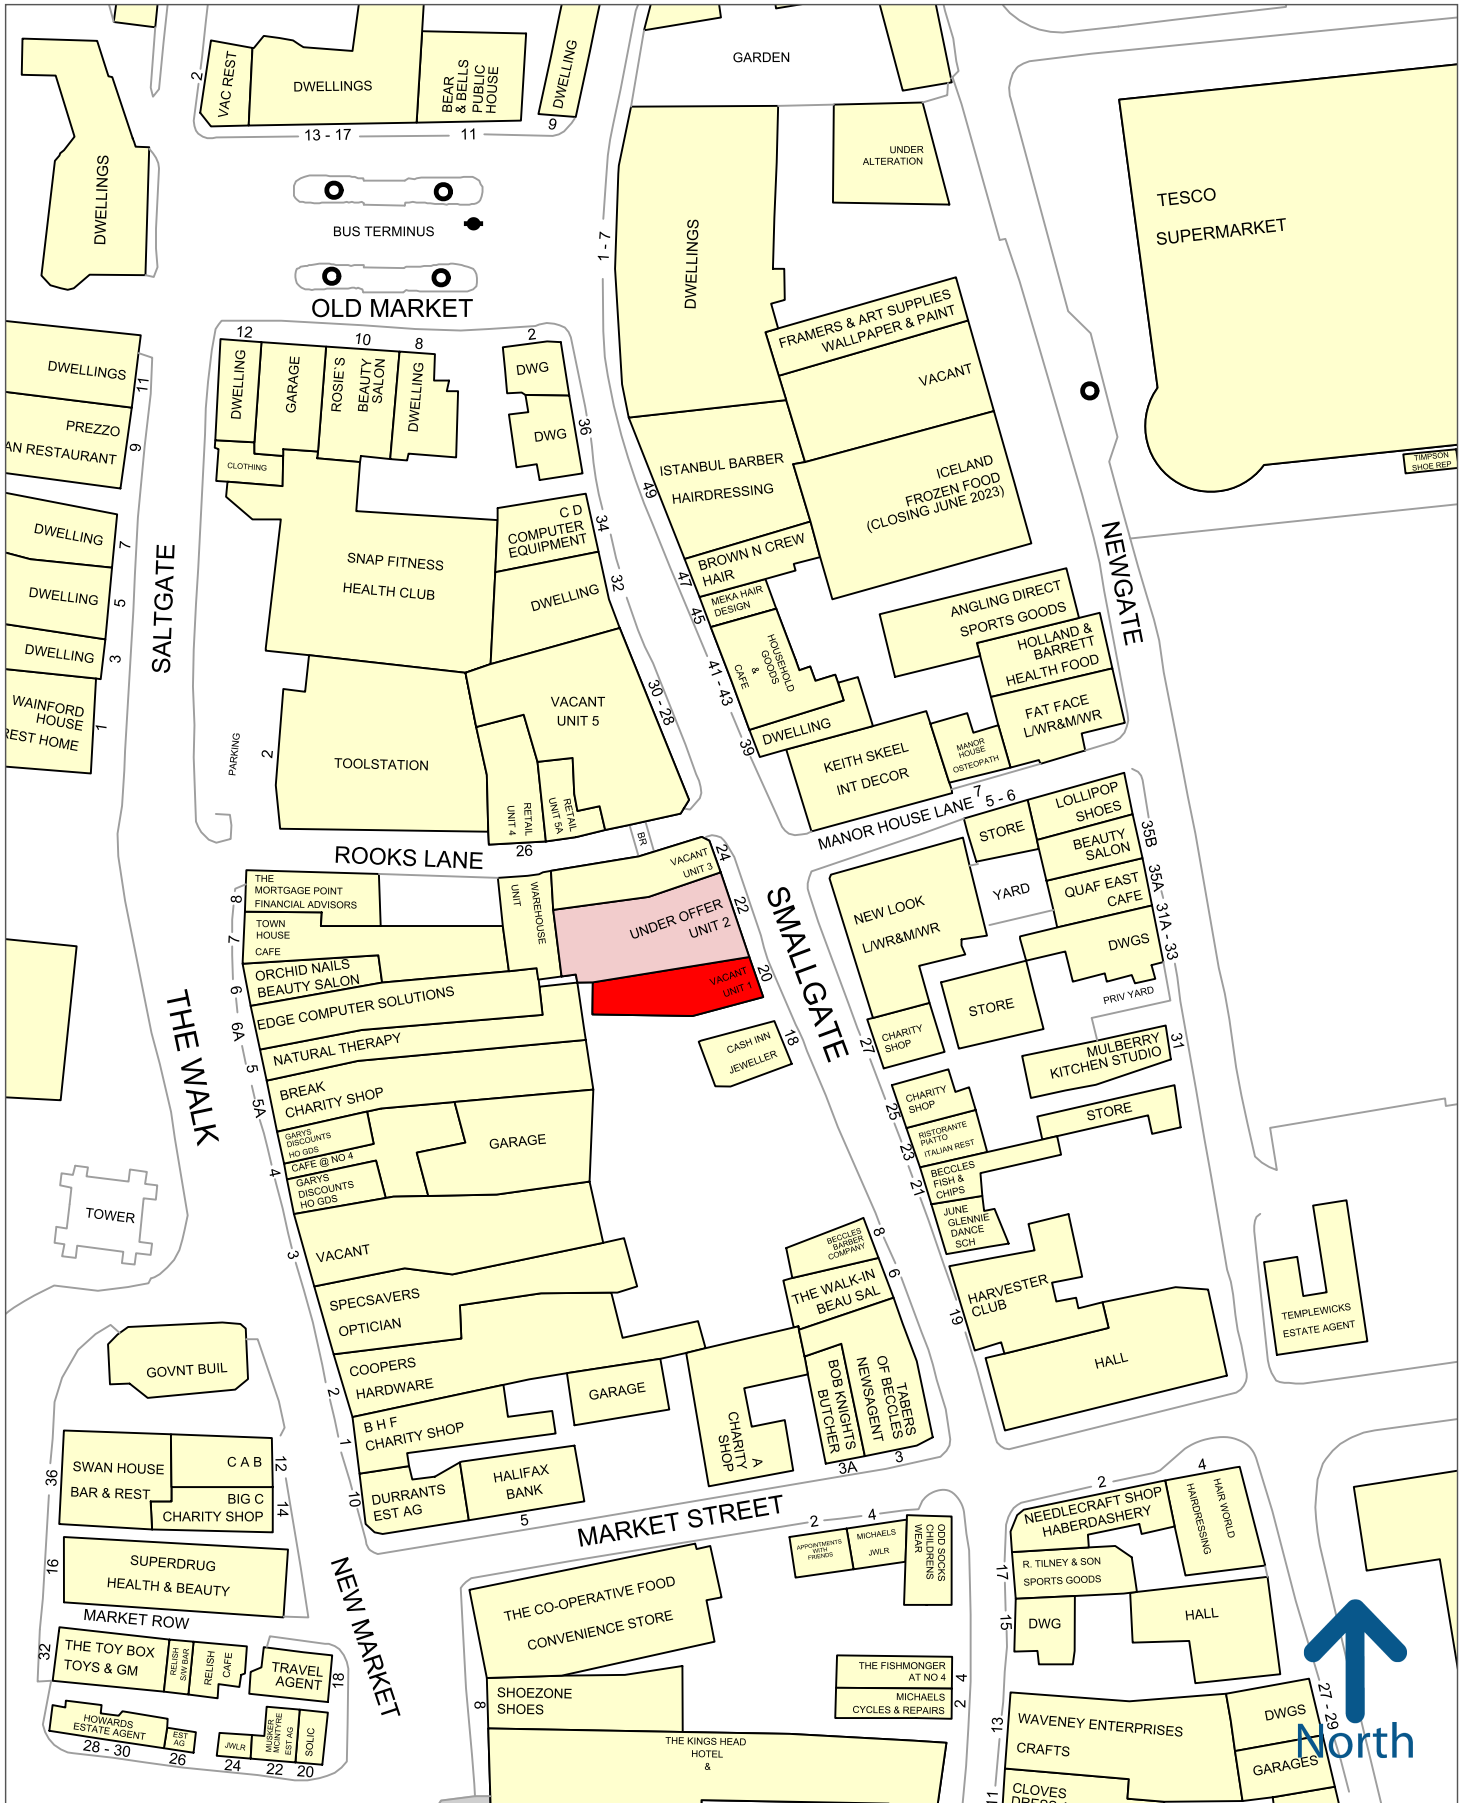 GARDEN
2
VAC REST
DWELLINGS
13 - 17
BEAR
& BELLS
PUBLIC
HOUSE
11
DWELLING
9
DWELLINGS
BUS TERMINUS
OLD MARKET
1 - 7
DWELLINGS
UNDER
ALTERATION
TESCO
SUPERMARKET
TIMPSON
SHOE REP
FRAMERS & ART SUPPLIES
WALLPAPER & PAINT
VACANT
ICELAND
FROZEN FOOD
(CLOSING JUNE 2023)
NEWGATE
DWELLINGS
11
PREZZO
AN RESTAURANT
9
DWELLING
7
DWELLING
5
DWELLING
3
WAINFORD
HOUSE
REST HOME
1
SALTGATE
12
DWELLING
GARAGE
10
ROSIE`S
BEAUTY
SALON
8
DWELLING
CLOTHING
2
DWG
DWG
36
SNAP FITNESS
HEALTH CLUB
C D
COMPUTER
EQUIPMENT
34
DWELLING
32
VACANT
UNIT 5
30 - 28
PARKING
2
TOOLSTATION
RETAIL
UNIT 4
RETAIL
UNIT 5A
26
BR
ISTANBUL BARBER
HAIRDRESSING
49
BROWN N CREW
HAIR
47
MEKA HAIR
DESIGN
45
HOUSEHOLD
GOODS
&
CAFE
41 - 43
DWELLING
39
ANGLING DIRECT
SPORTS GOODS
HOLLAND &
BARRETT
HEALTH FOOD
FAT FACE
L/WR&M/WR
KEITH SKEEL
INT DECOR
MANOR
HOUSE
OSTEOPATH
MANOR HOUSE LANE
7
5 - 6
ROOKS LANE
8
THE
MORTGAGE POINT
FINANCIAL ADVISORS
7
TOWN
HOUSE
CAFE
WAREHOUSE
UNIT
VACANT
UNIT 3
24
UNDER OFFER
UNIT 2
22
VACANT
UNIT 1
20
SMALLGATE
STORE
LOLLIPOP
SHOES
35B
BEAUTY
SALON
35A
QUAF EAST
CAFE
31A - 33
YARD
NEW LOOK
L/WR&M/WR
DWGS
STORE
PRIV YARD
6
ORCHID NAILS
BEAUTY SALON
6A
EDGE COMPUTER SOLUTIONS
5
NATURAL THERAPY
5A
BREAK
CHARITY SHOP
THE WALK
GARYS
DISCOUNTS
HO GDS
4
CAFE @ NO 4
GARYS
DISCOUNTS
HO GDS
GARAGE
CASH INN
JEWELLER
18
CHARITY
SHOP
27
MULBERRY
KITCHEN STUDIO
31
CHARITY
SHOP
25
STORE
RISTORANTE
PIATTO
ITALIAN REST
23
BECCLES
FISH &
CHIPS
21
JUNE
GLENNIE
DANCE
SCH
TOWER
3
VACANT
BECCLES
BARBER
COMPANY
8
THE WALK-IN
BEAU SAL
6
SPECSAVERS
OPTICIAN
HARVESTER
CLUB
19
TEMPLEWICKS
ESTATE AGENT
HALL
GOVNT BUIL
COOPERS
HARDWARE
2
GARAGE
A
CHARITY
SHOP
BOB KNIGHTS
BUTCHER
3A
TABERS
OF BECCLES
NEWSAGENT
3
B H F
CHARITY SHOP
1
DURRANTS
EST AG
10
HALIFAX
BANK
5
MARKET STREET
36
SWAN HOUSE
BAR & REST
C A B
12
BIG C
CHARITY SHOP
14
16
SUPERDRUG
HEALTH & BEAUTY
MARKET ROW
32
THE TOY BOX
TOYS & GM
RELISH
S/W BAR
RELISH
CAFE
TRAVEL
AGENT
18
HOWARDS
ESTATE AGENT
28 - 30
EST
AG
26
JWLR
24
MUSKER
MCINTYRE
EST AG
22
SOLIC
20
NEW MARKET
THE CO-OPERATIVE FOOD
CONVENIENCE STORE
2
APPOINTMENTS
WITH
FRIENDS
4
MICHAELS
JWLR
ODD SOCKS
CHILDRENS
WEAR
8
SHOEZONE
SHOES
THE KINGS HEAD
HOTEL
&
THE FISHMONGER
AT NO 4
4
MICHAELS
CYCLES & REPAIRS
2
2
NEEDLECRAFT SHOP
HABERDASHERY
4
HAIR WORLD
HAIRDRESSING
17
R. TILNEY & SON
SPORTS GOODS
15
DWG
HALL
13
WAVENEY ENTERPRISES
CRAFTS
DWGS
27 - 29
GARAGES
11
CLOVES
North